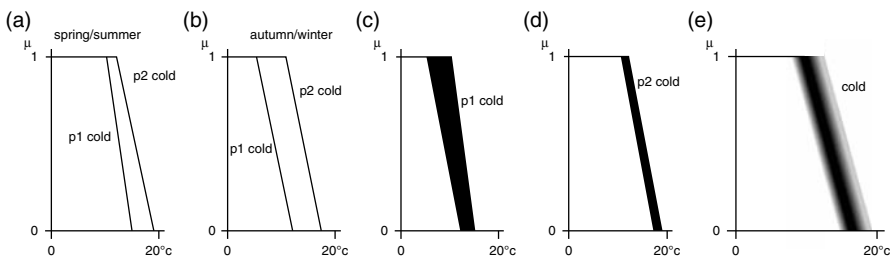 (a)
spring/summer
μ
1
p2 cold
p1 cold
0
0
20°c
(b)
autumn/winter
μ
1
p2 cold
p1 cold
0
0
20°c
(c)
μ
1
p1 cold
0
0
20°c
(d)
μ
1
p2 cold
0
0
20°c
(e)
μ
1
cold
0
0
20°c